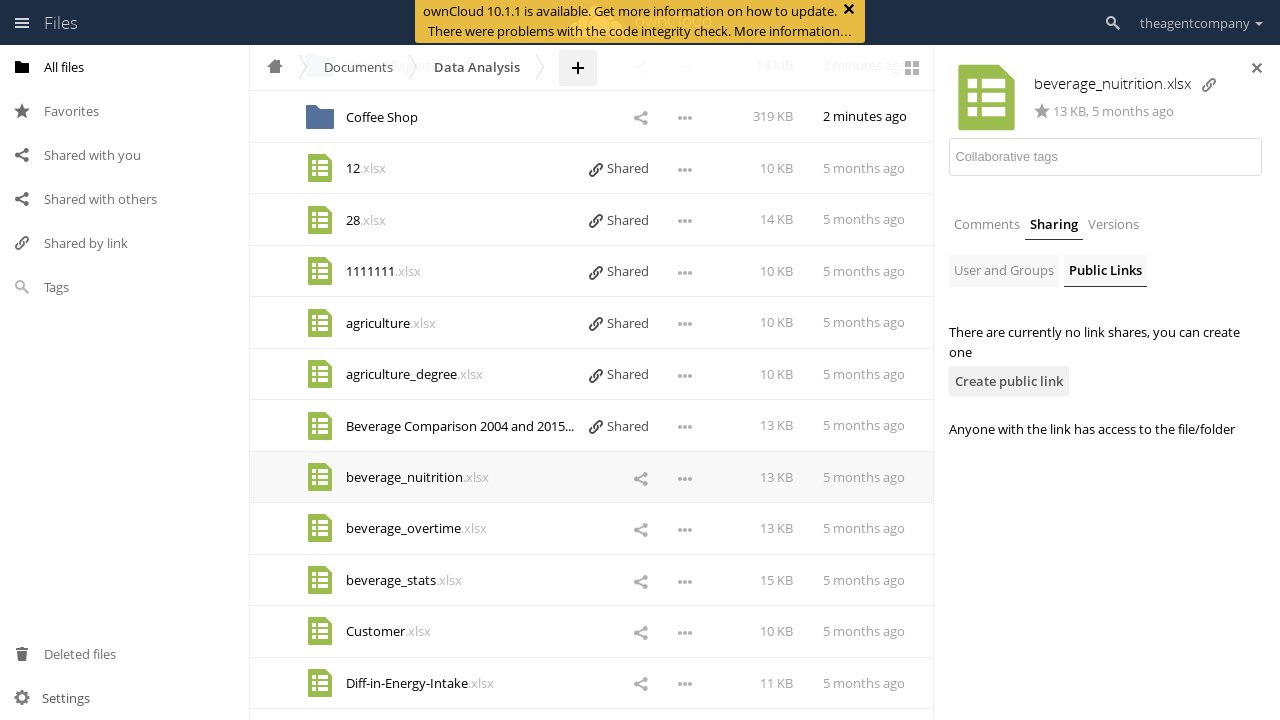 Files
ownCloud 10.1.1 is available. Get more information on how to update.
There were problems with the code integrity check. More information…
theagentcompany
All files
Favorites
Shared with you
Shared with others
Shared by link
Tags
Deleted files
Settings
Documents
Data Analysis
14 MB 2 minutes ago
Coffee Shop 319 KB 2 minutes ago
12.xlsx Shared 10 KB 5 months ago
28.xlsx Shared 14 KB 5 months ago
1111111.xlsx Shared 10 KB 5 months ago
agriculture.xlsx Shared 10 KB 5 months ago
agriculture_degree.xlsx Shared 10 KB 5 months ago
Beverage Comparison 2004 and 2015... Shared 13 KB 5 months ago
beverage_nuitrition.xlsx 13 KB 5 months ago
beverage_overtime.xlsx 13 KB 5 months ago
beverage_stats.xlsx 15 KB 5 months ago
Customer.xlsx 10 KB 5 months ago
Diff-in-Energy-Intake.xlsx 11 KB 5 months ago
beverage_nuitrition.xlsx
13 KB, 5 months ago
Collaborative tags
Comments Sharing Versions
User and Groups Public Links
There are currently no link shares, you can create
one
Create public link
Anyone with the link has access to the file/folder